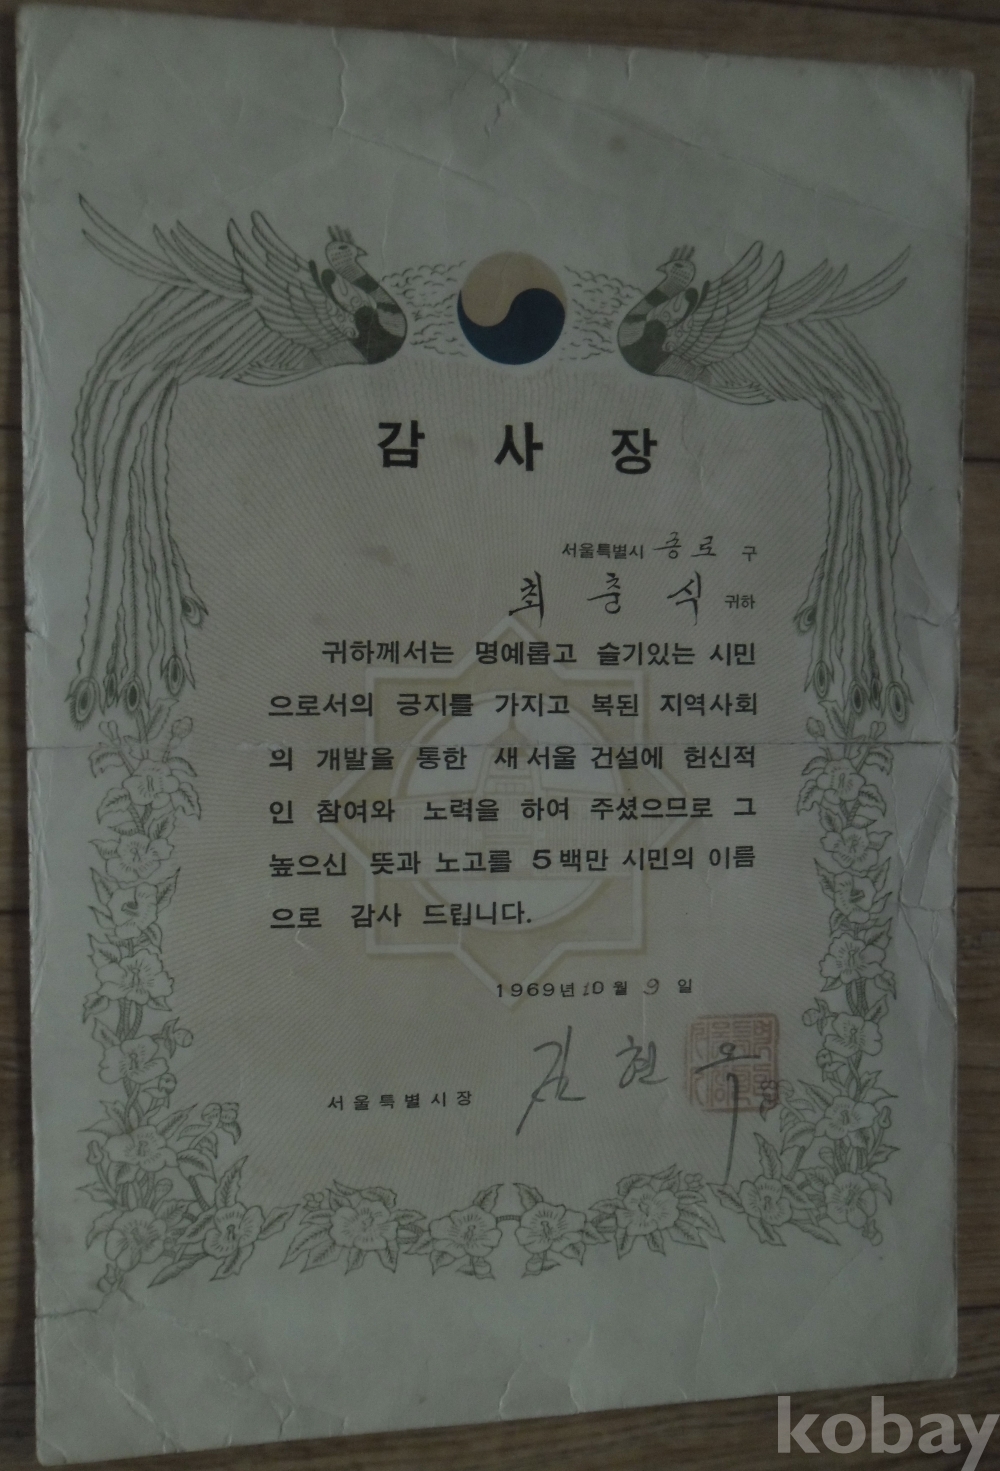 감 사 장
서울특별시 종로 구
최 춘 식 귀하
귀하께서는 명예롭고 슬기있는 시민
으로서의 긍지를 가지고 복된 지역사회
의 개발을 통한 새서울 건설에 헌신적
인 참여와 노력을 하여 주셨으므로 그
높으신 뜻과 노고를 5백만 시민의 이름
으로 감사 드립니다.
1969년 10월 9일
서울특별시장 김 현 옥
kobay